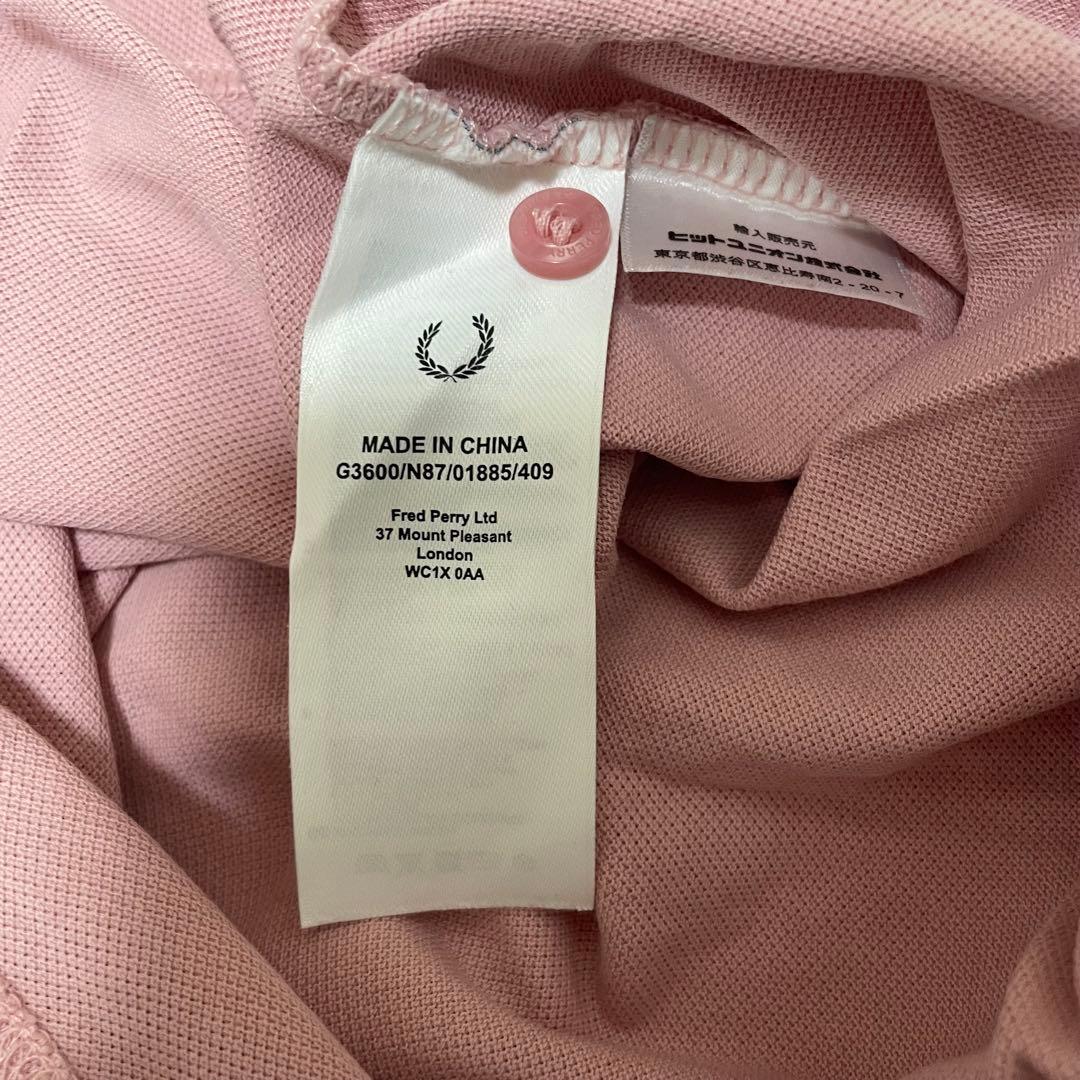 PERRY
輸入販売元
ヒットユニオン株式会社
東京都渋谷区恵比寿南2-20-7
MADE IN CHINA
G3600/N87/01885/409
Fred Perry Ltd
37 Mount Pleasant
London
WC1X 0AA